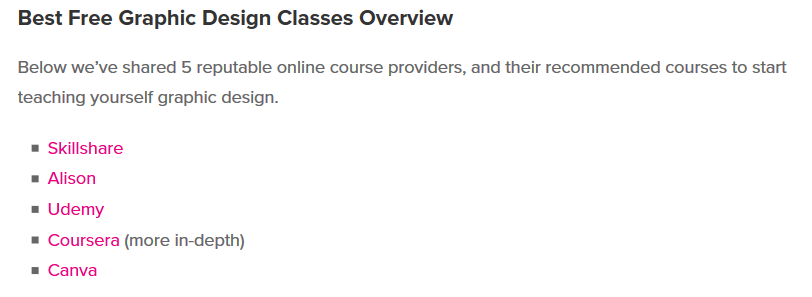 Best Free Graphic Design Classes Overview
Below we’ve shared 5 reputable online course providers, and their recommended courses to start
teaching yourself graphic design.
Skillshare
Alison
Udemy
Coursera (more in-depth)
Canva